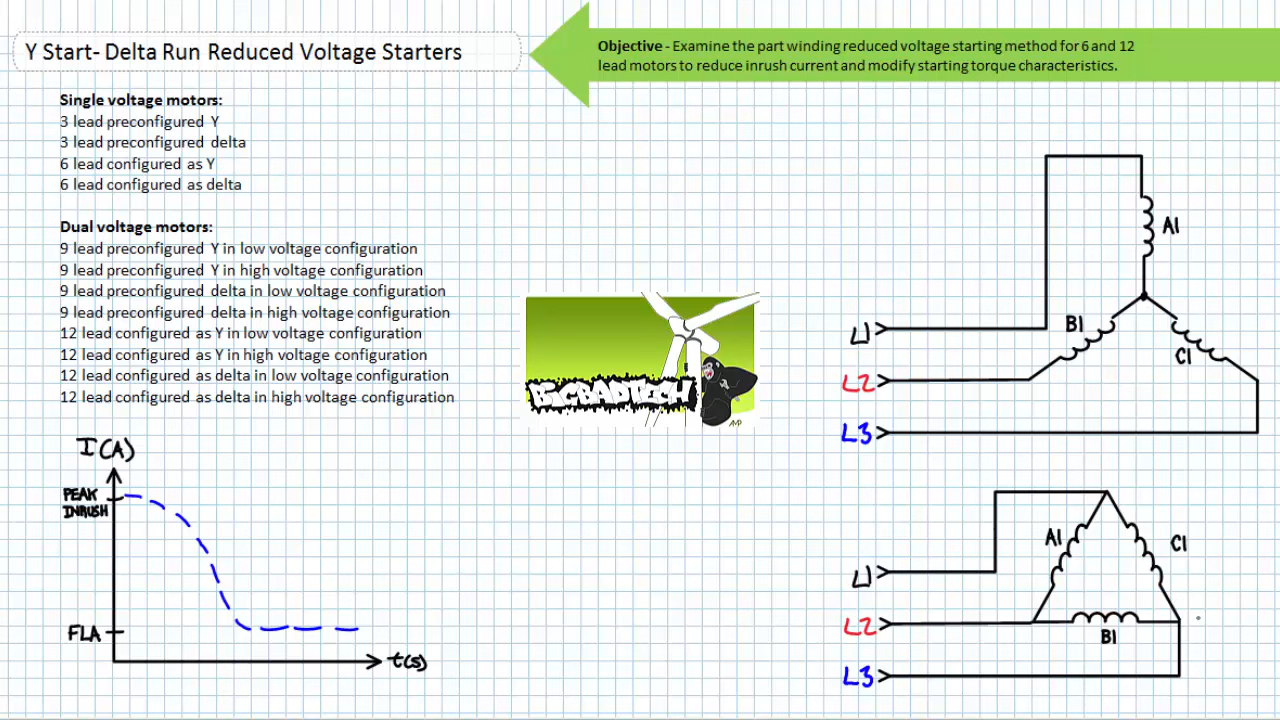 Y Start- Delta Run Reduced Voltage Starters
Objective - Examine the part winding reduced voltage starting method for 6 and 12
lead motors to reduce inrush current and modify starting torque characteristics.
Single voltage motors:
3 lead preconfigured Y
3 lead preconfigured delta
6 lead configured as Y
6 lead configured as delta
Dual voltage motors:
9 lead preconfigured Y in low voltage configuration
9 lead preconfigured Y in high voltage configuration
9 lead preconfigured delta in low voltage configuration
9 lead preconfigured delta in high voltage configuration
12 lead configured as Y in low voltage configuration
12 lead configured as Y in high voltage configuration
12 lead configured as delta in low voltage configuration
12 lead configured as delta in high voltage configuration
I(A)
PEAK
INRUSH
FLA
t(s)
BIGBADTECH
AMP
A1
B1
C1
L1
L2
L3
A1
C1
B1
L1
L2
L3